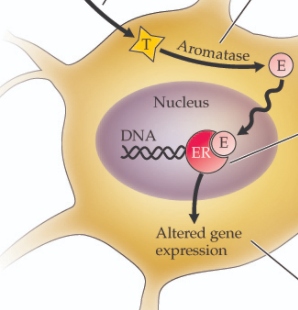 T
Aromatase
E
Nucleus
DNA
ER
E
Altered gene
expression